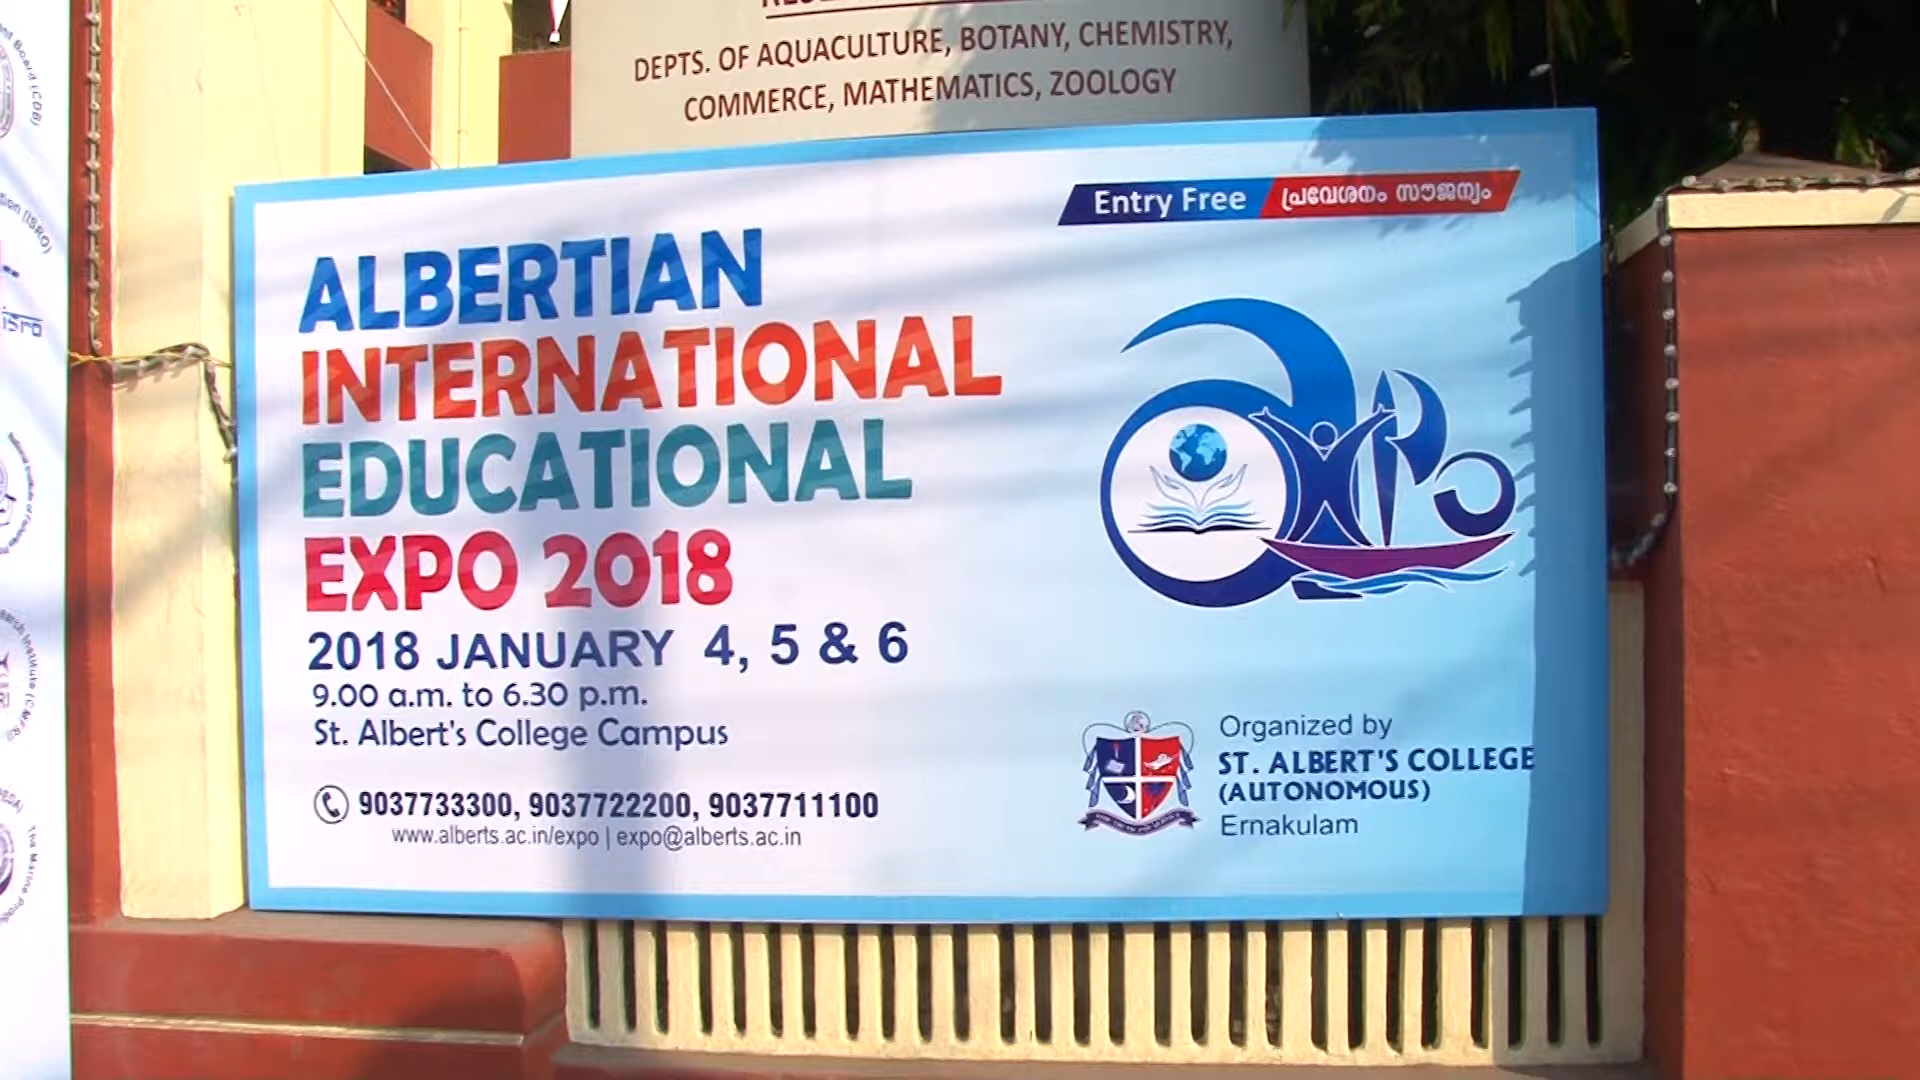 DEPTS. OF AQUACULTURE, BOTANY, CHEMISTRY,
COMMERCE, MATHEMATICS, ZOOLOGY
Entry Free പ്രവേശനം സൗജന്യം
ALBERTIAN
INTERNATIONAL
EDUCATIONAL
EXPO 2018
2018 JANUARY 4, 5 & 6
9.00 a.m. to 6.30 p.m.
St. Albert's College Campus
9037733300, 9037722200, 9037711100
www.alberts.ac.in/expo | expo@alberts.ac.in
Organized by
ST. ALBERT'S COLLEGE
(AUTONOMOUS)
Ernakulam
isro